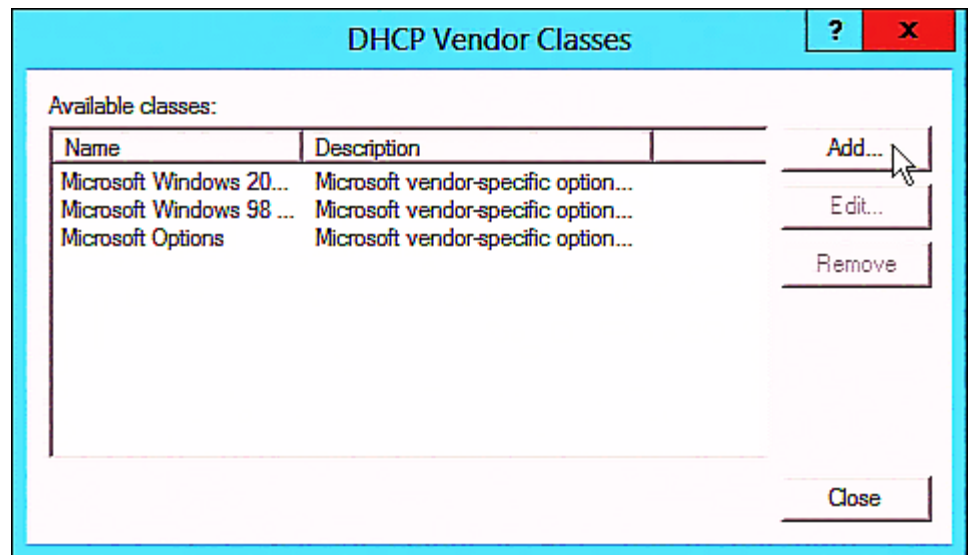 DHCP Vendor Classes ? x
Available classes:
Name Description
Add...
Microsoft Windows 20... Microsoft vendor-specific option...
Microsoft Windows 98 ... Microsoft vendor-specific option...
Edit...
Microsoft Options Microsoft vendor-specific option...
Remove
Close